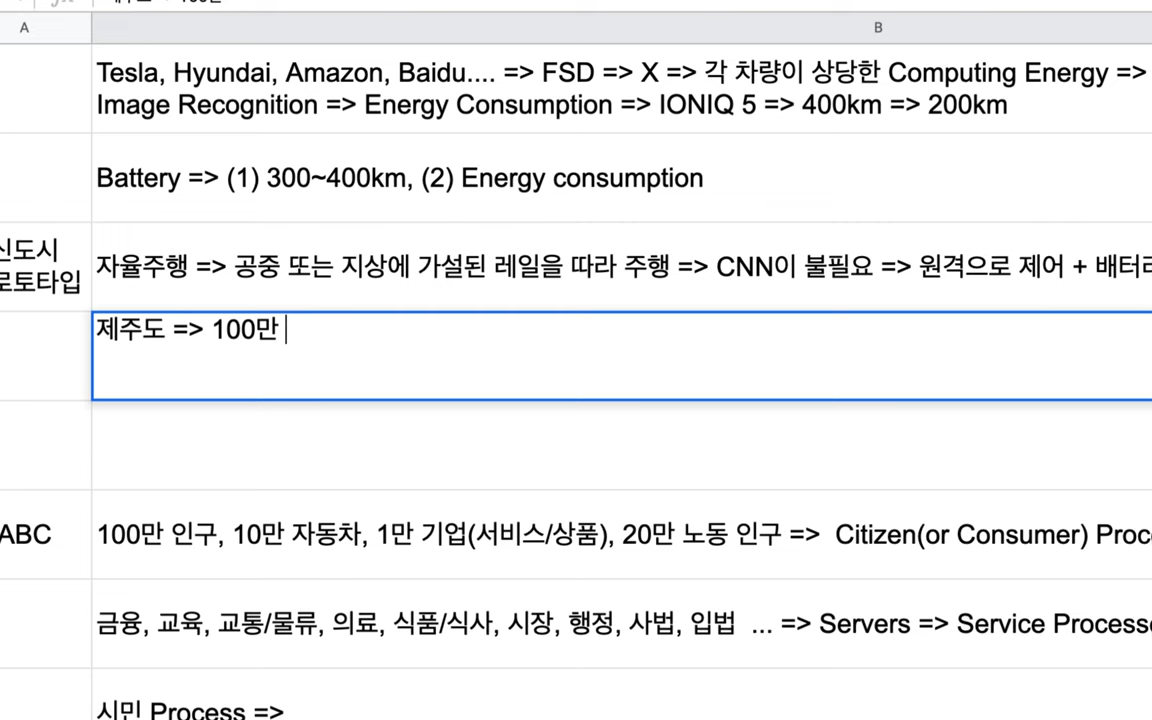 A
B
Tesla, Hyundai, Amazon, Baidu.... => FSD => X => 각 차량이 상당한 Computing Energy =>
Image Recognition => Energy Consumption => IONIQ 5 => 400km => 200km
Battery => (1) 300~400km, (2) Energy consumption
신도시
로토타입
자율주행 => 공중 또는 지상에 가설된 레일을 따라 주행 => CNN이 불필요 => 원격으로 제어 + 배터리
제주도 => 100만
ABC
100만 인구, 10만 자동차, 1만 기업(서비스/상품), 20만 노동 인구 => Citizen(or Consumer) Proc
금융, 교육, 교통/물류, 의료, 식품/식사, 시장, 행정, 사법, 입법 ... => Servers => Service Process
시민 Process =>